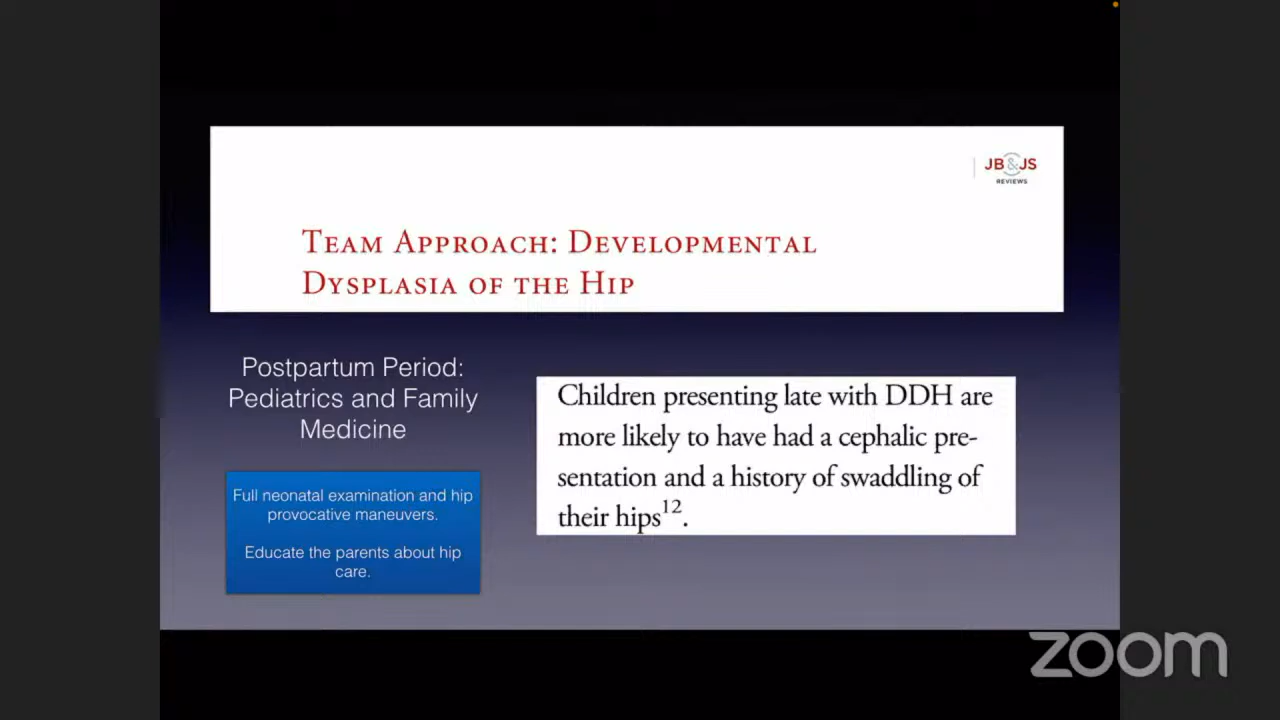 JB&JS
REVIEWS
TEAM APPROACH: DEVELOPMENTAL
DYSPLASIA OF THE HIP
Postpartum Period:
Pediatrics and Family
Medicine
Full neonatal examination and hip
provocative maneuvers.
Educate the parents about hip
care.
Children presenting late with DDH are
more likely to have had a cephalic pre-
sentation and a history of swaddling of
their hips¹².
zoom